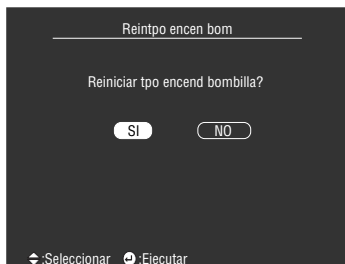 Reintpo encen bom
Reiniciar tpo encend bombilla?
SI NO
:Seleccionar :Ejecutar